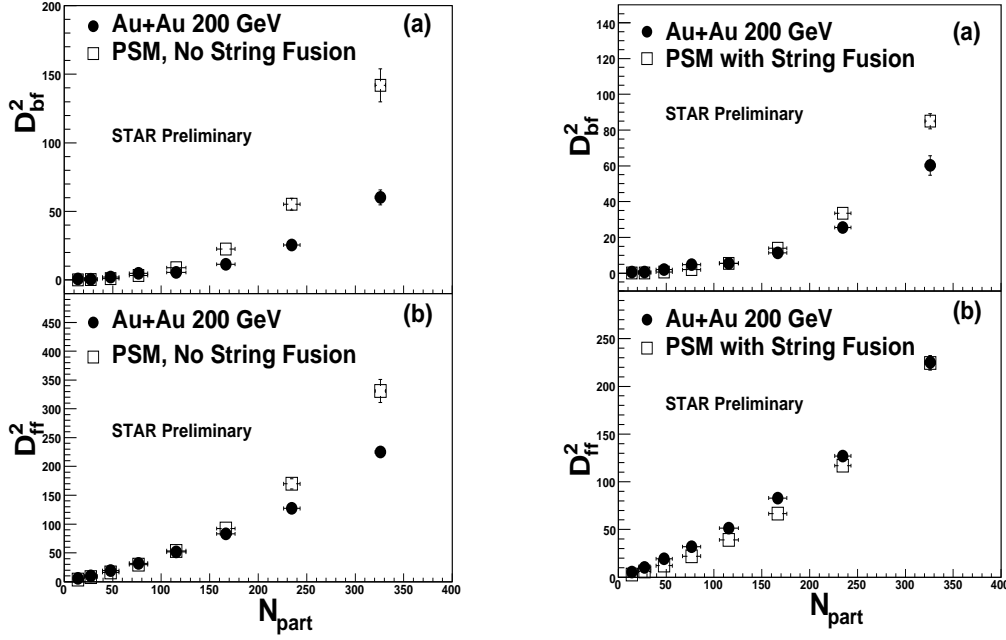 200
150
100
50
0
D²bf
Au+Au 200 GeV
PSM, No String Fusion
(a)
STAR Preliminary
450
400
350
300
250
200
150
100
50
0
D²ff
Au+Au 200 GeV
PSM, No String Fusion
(b)
STAR Preliminary
0 50 100 150 200 250 300 350 400
Npart
140
120
100
80
60
40
20
0
D²bf
Au+Au 200 GeV
PSM with String Fusion
(a)
STAR Preliminary
250
200
150
100
50
0
D²ff
Au+Au 200 GeV
PSM with String Fusion
(b)
STAR Preliminary
0 50 100 150 200 250 300 350 400
Npart